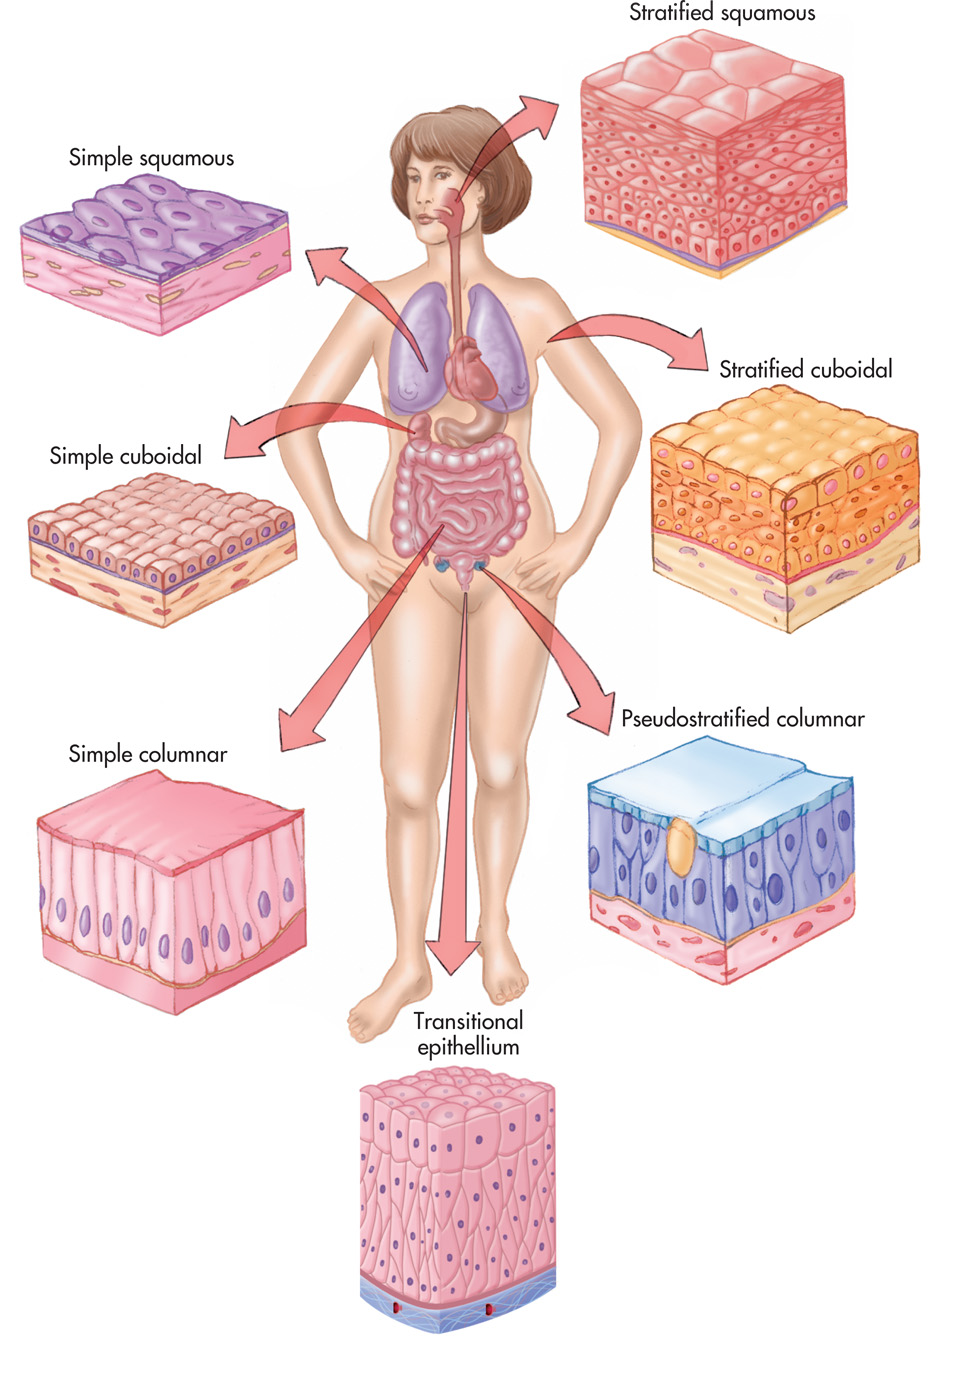 Stratified squamous
Simple squamous
Stratified cuboidal
Simple cuboidal
Pseudostratified columnar
Simple columnar
Transitional
epithellium